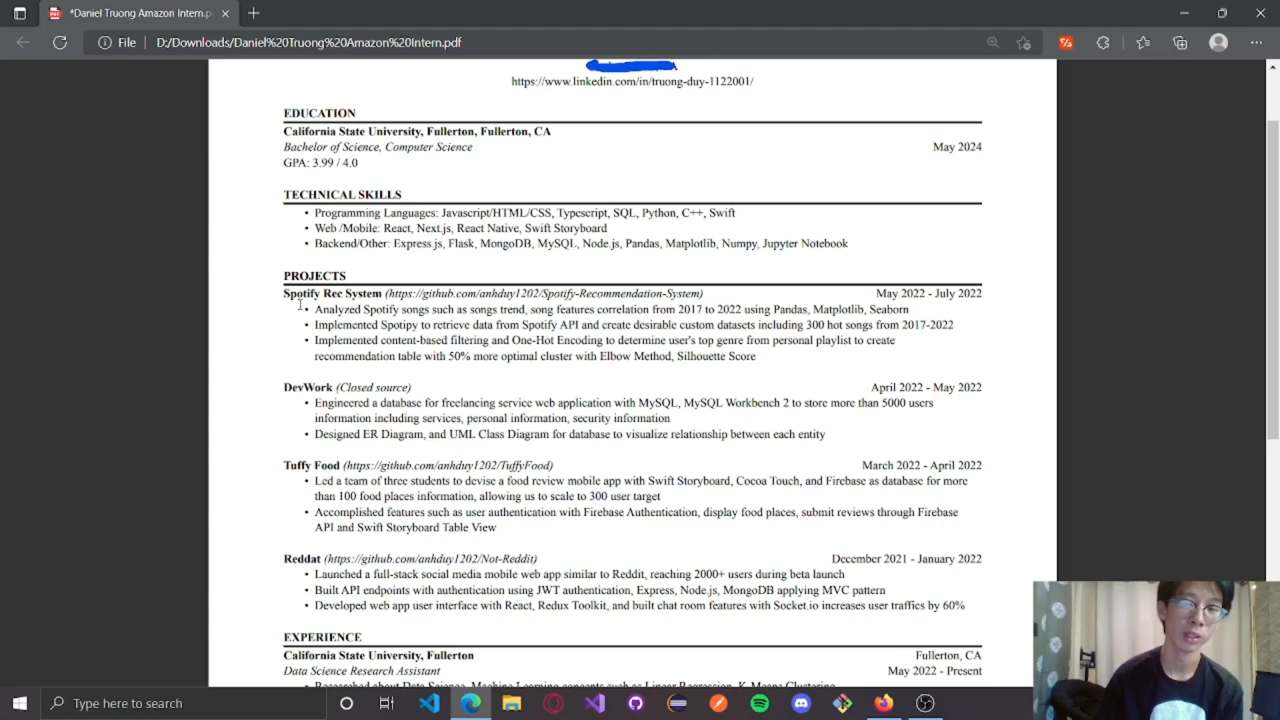 *Daniel Truong Amazon Intern.p
File
D:/Downloads/Daniel%20Truong%20Amazon%20Intern.pdf
https://www.linkedin.com/in/truong-duy-1122001/
EDUCATION
California State University, Fullerton, Fullerton, CA
Bachelor of Science, Computer Science May 2024
GPA: 3.99 / 4.0
TECHNICAL SKILLS
• Programming Languages: Javascript/HTML/CSS, Typescript, SQL, Python, C++, Swift
• Web /Mobile: React, Next.js, React Native, Swift Storyboard
• Backend/Other: Express.js, Flask, MongoDB, MySQL, Node.js, Pandas, Matplotlib, Numpy, Jupyter Notebook
PROJECTS
Spotify Rec System (https://github.com/anhduy1202/Spotify-Recommendation-System) May 2022 - July 2022
• Analyzed Spotify songs such as songs trend, song features correlation from 2017 to 2022 using Pandas, Matplotlib, Seaborn
• Implemented Spotipy to retrieve data from Spotify API and create desirable custom datasets including 300 hot songs from 2017-2022
• Implemented content-based filtering and One-Hot Encoding to determine user's top genre from personal playlist to create
recommendation table with 50% more optimal cluster with Elbow Method, Silhouette Score
DevWork (Closed source) April 2022 - May 2022
• Engineered a database for freelancing service web application with MySQL, MySQL Workbench 2 to store more than 5000 users
information including services, personal information, security information
• Designed ER Diagram, and UML Class Diagram for database to visualize relationship between each entity
Tuffy Food (https://github.com/anhduy1202/TuffyFood) March 2022 - April 2022
• Led a team of three students to devise a food review mobile app with Swift Storyboard, Cocoa Touch, and Firebase as database for more
than 100 food places information, allowing us to scale to 300 user target
• Accomplished features such as user authentication with Firebase Authentication, display food places, submit reviews through Firebase
API and Swift Storyboard Table View
Reddat (https://github.com/anhduy1202/Not-Reddit) December 2021 - January 2022
• Launched a full-stack social media mobile web app similar to Reddit, reaching 2000+ users during beta launch
• Built API endpoints with authentication using JWT authentication, Express, Node.js, MongoDB applying MVC pattern
• Developed web app user interface with React, Redux Toolkit, and built chat room features with Socket.io increases user traffics by 60%
EXPERIENCE
California State University, Fullerton Fullerton, CA
Data Science Research Assistant May 2022 - Present
• Researched about Data Science, Machine Learning concepts such as Linear Regression, K-Means Clustering
Type here to search